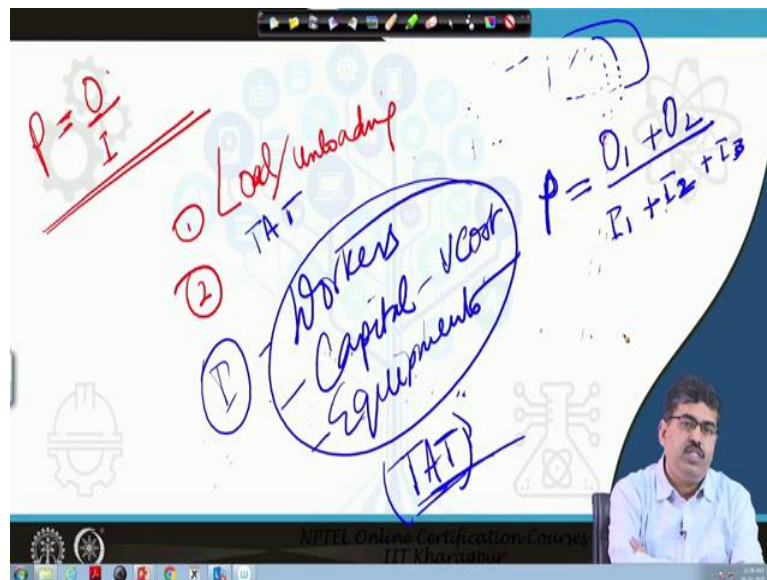 P = O
I
① Load/unloading
TAT
②
I - Workers
- Capital - vcost
- Equipments
(TAT)
P = O₁ + O₂
I₁ + I₂ + I₃
NPTEL Online Certification Courses
IIT Kharagpur